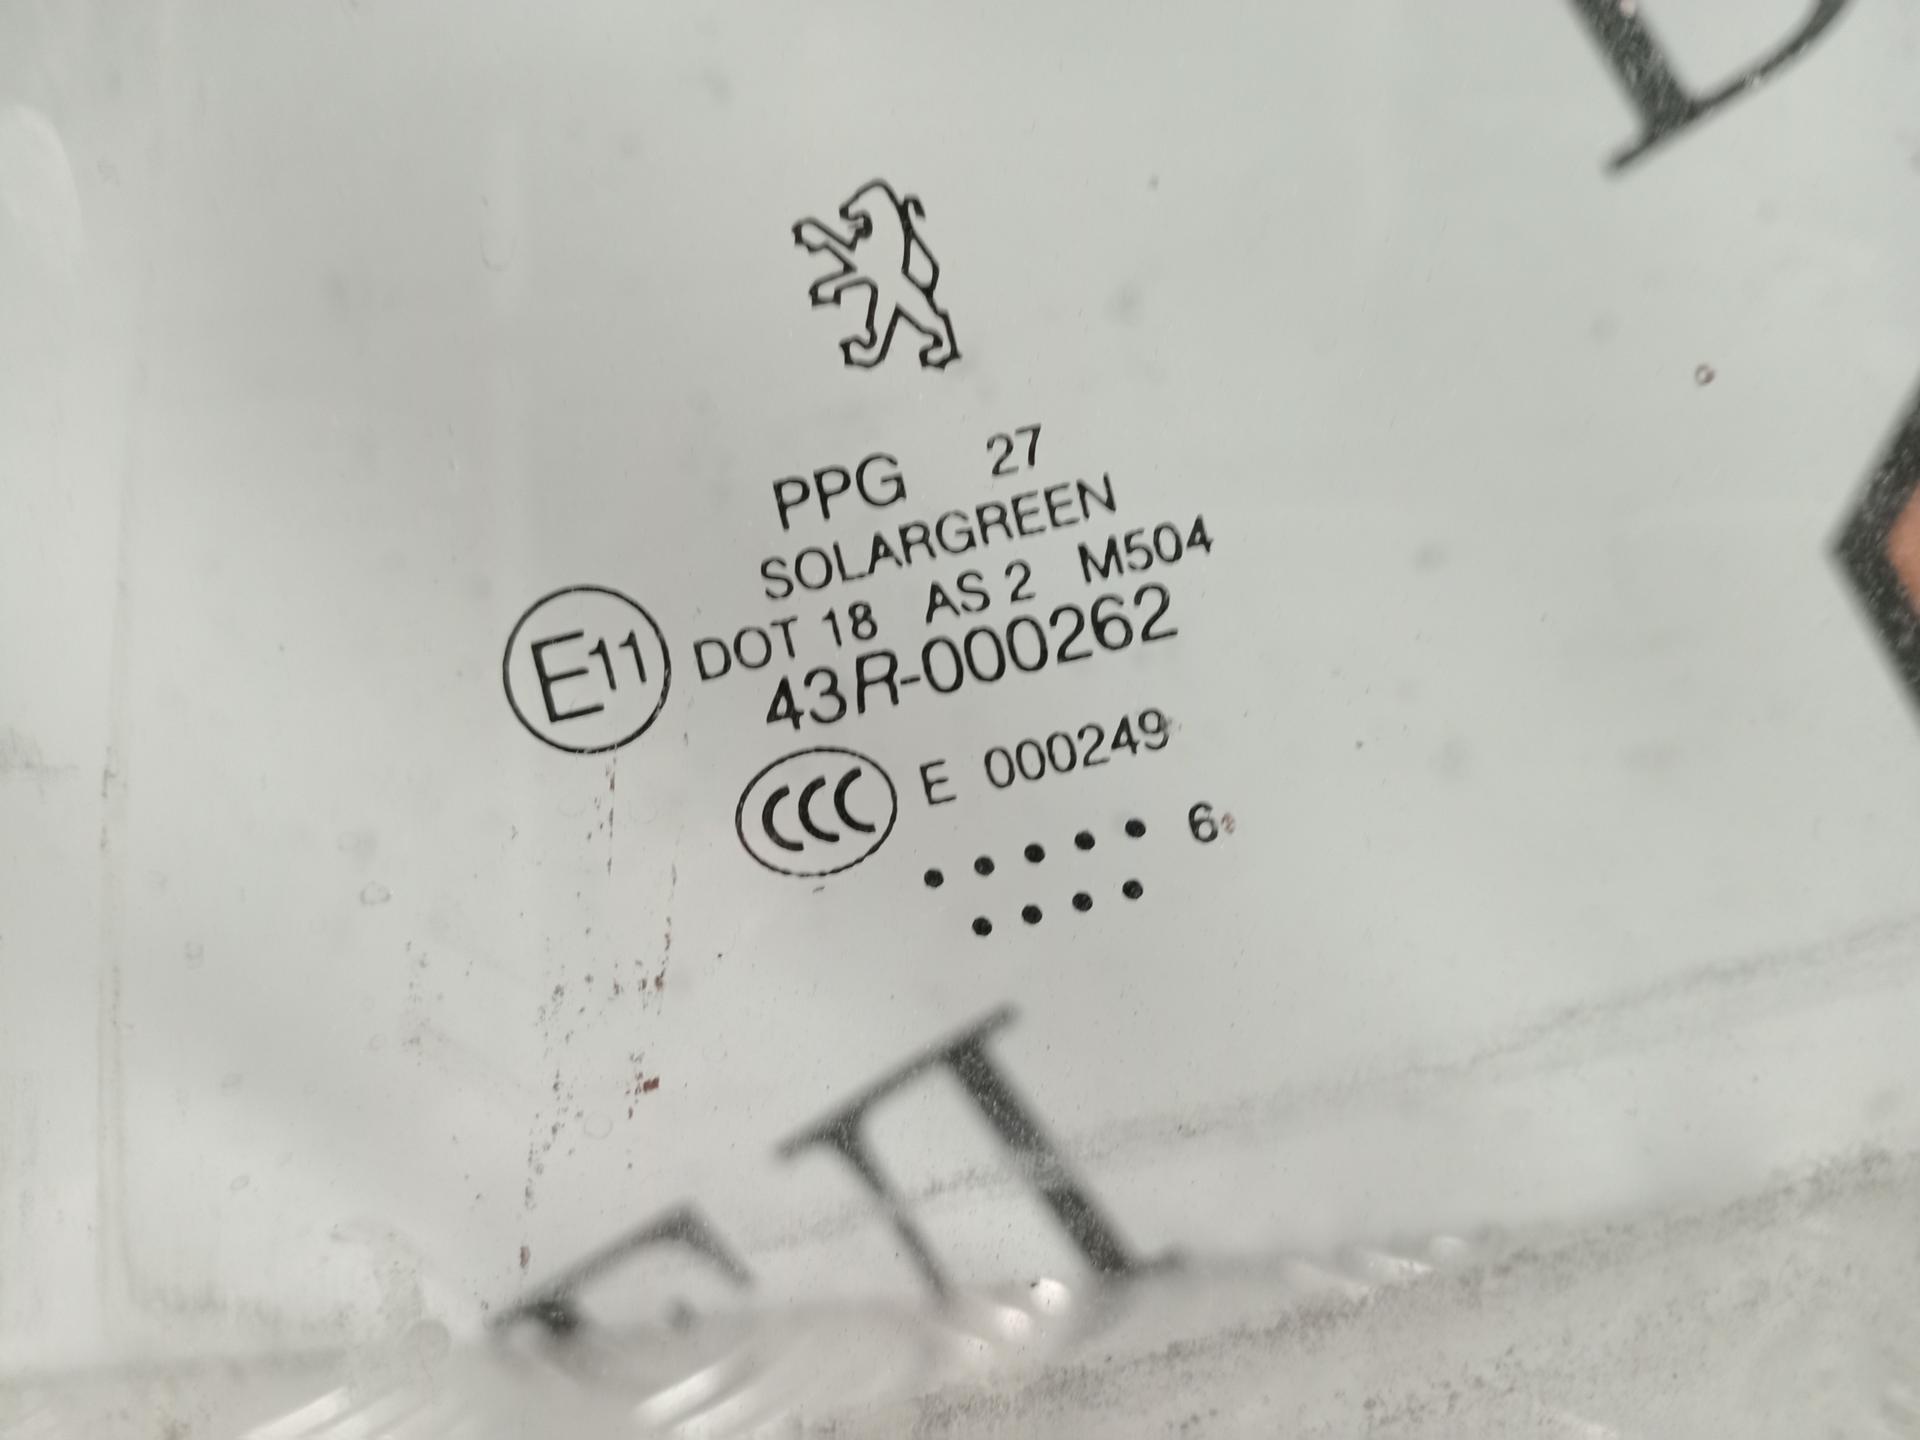 PPG 27
SOLARGREEN
DOT 18 AS 2 M504
E11 43R-000262
CCC E 000249
. . . . . 6
. . . .